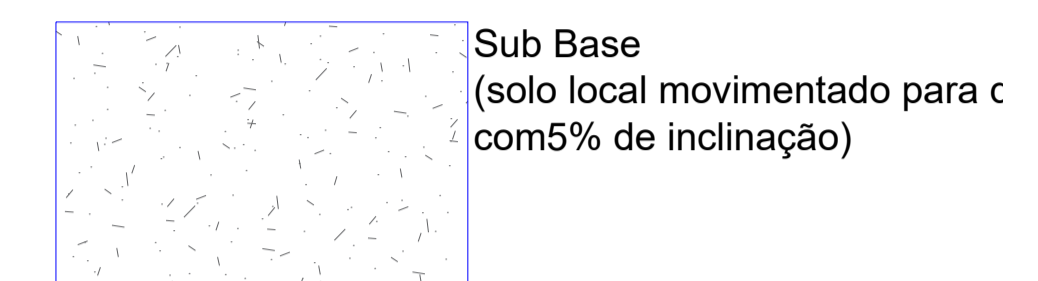 Sub Base
(solo local movimentado para
com5% de inclinação)